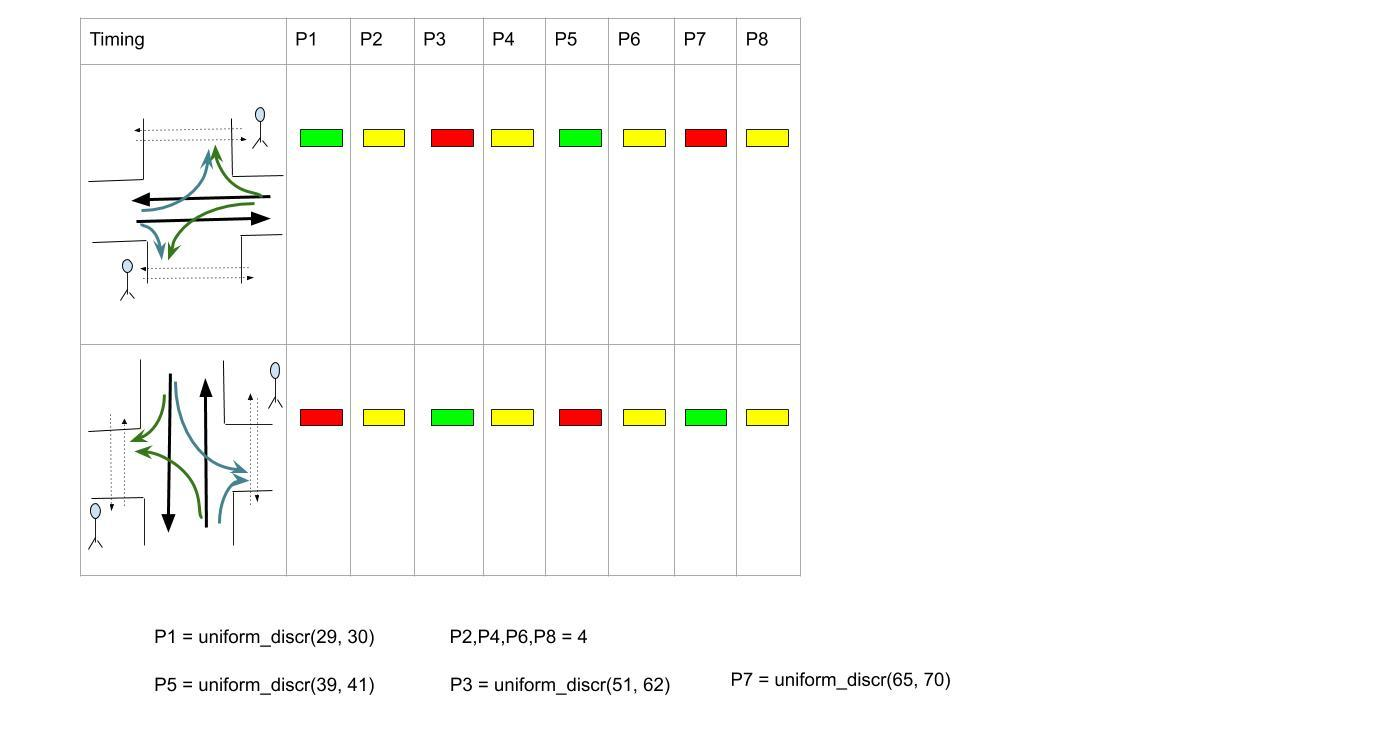 Timing P1 P2 P3 P4 P5 P6 P7 P8
P1 = uniform_discr(29, 30) P2,P4,P6,P8 = 4
P5 = uniform_discr(39, 41) P3 = uniform_discr(51, 62) P7 = uniform_discr(65, 70)